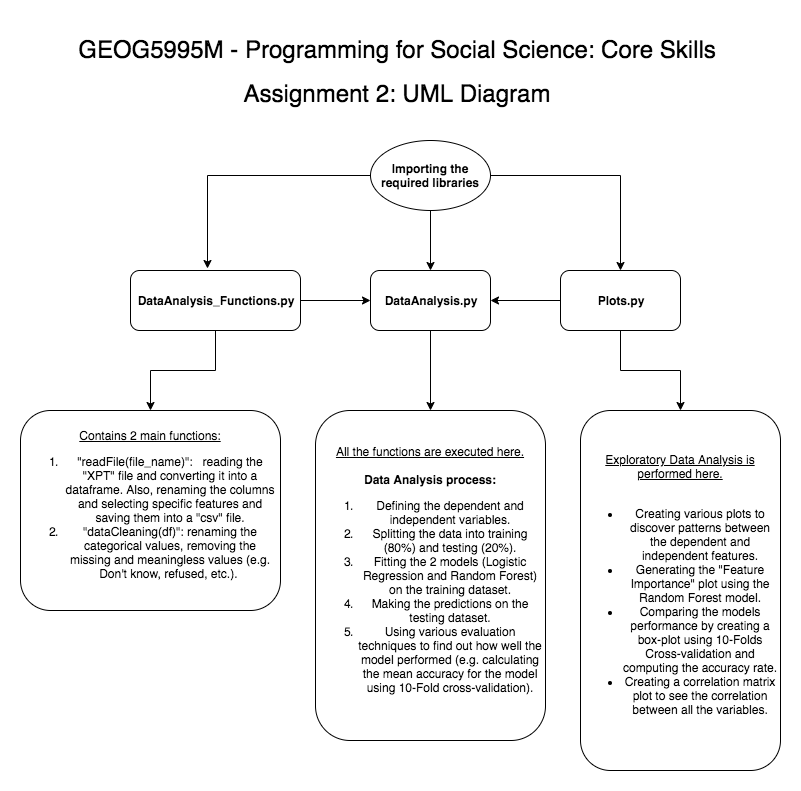 GEOG5995M - Programming for Social Science: Core Skills
Assignment 2: UML Diagram
Importing the
required libraries
DataAnalysis_Functions.py
DataAnalysis.py
Plots.py
Contains 2 main functions:
1. "readFile(file_name)": reading the
"XPT" file and converting it into a
dataframe. Also, renaming the columns
and selecting specific features and
saving them into a "csv" file.
2. "dataCleaning(df)": renaming the
categorical values, removing the
missing and meaningless values (e.g.
Don't know, refused, etc.).
All the functions are executed here.
Data Analysis process:
1. Defining the dependent and
independent variables.
2. Splitting the data into training
(80%) and testing (20%).
3. Fitting the 2 models (Logistic
Regression and Random Forest)
on the training dataset.
4. Making the predictions on the
testing dataset.
5. Using various evaluation
techniques to find out how well the
model performed (e.g. calculating
the mean accuracy for the model
using 10-Fold cross-validation).
Exploratory Data Analysis is
performed here.
• Creating various plots to
discover patterns between
the dependent and
independent features.
• Generating the "Feature
Importance" plot using the
Random Forest model.
• Comparing the models
performance by creating a
box-plot using 10-Folds
Cross-validation and
computing the accuracy rate.
• Creating a correlation matrix
plot to see the correlation
between all the variables.